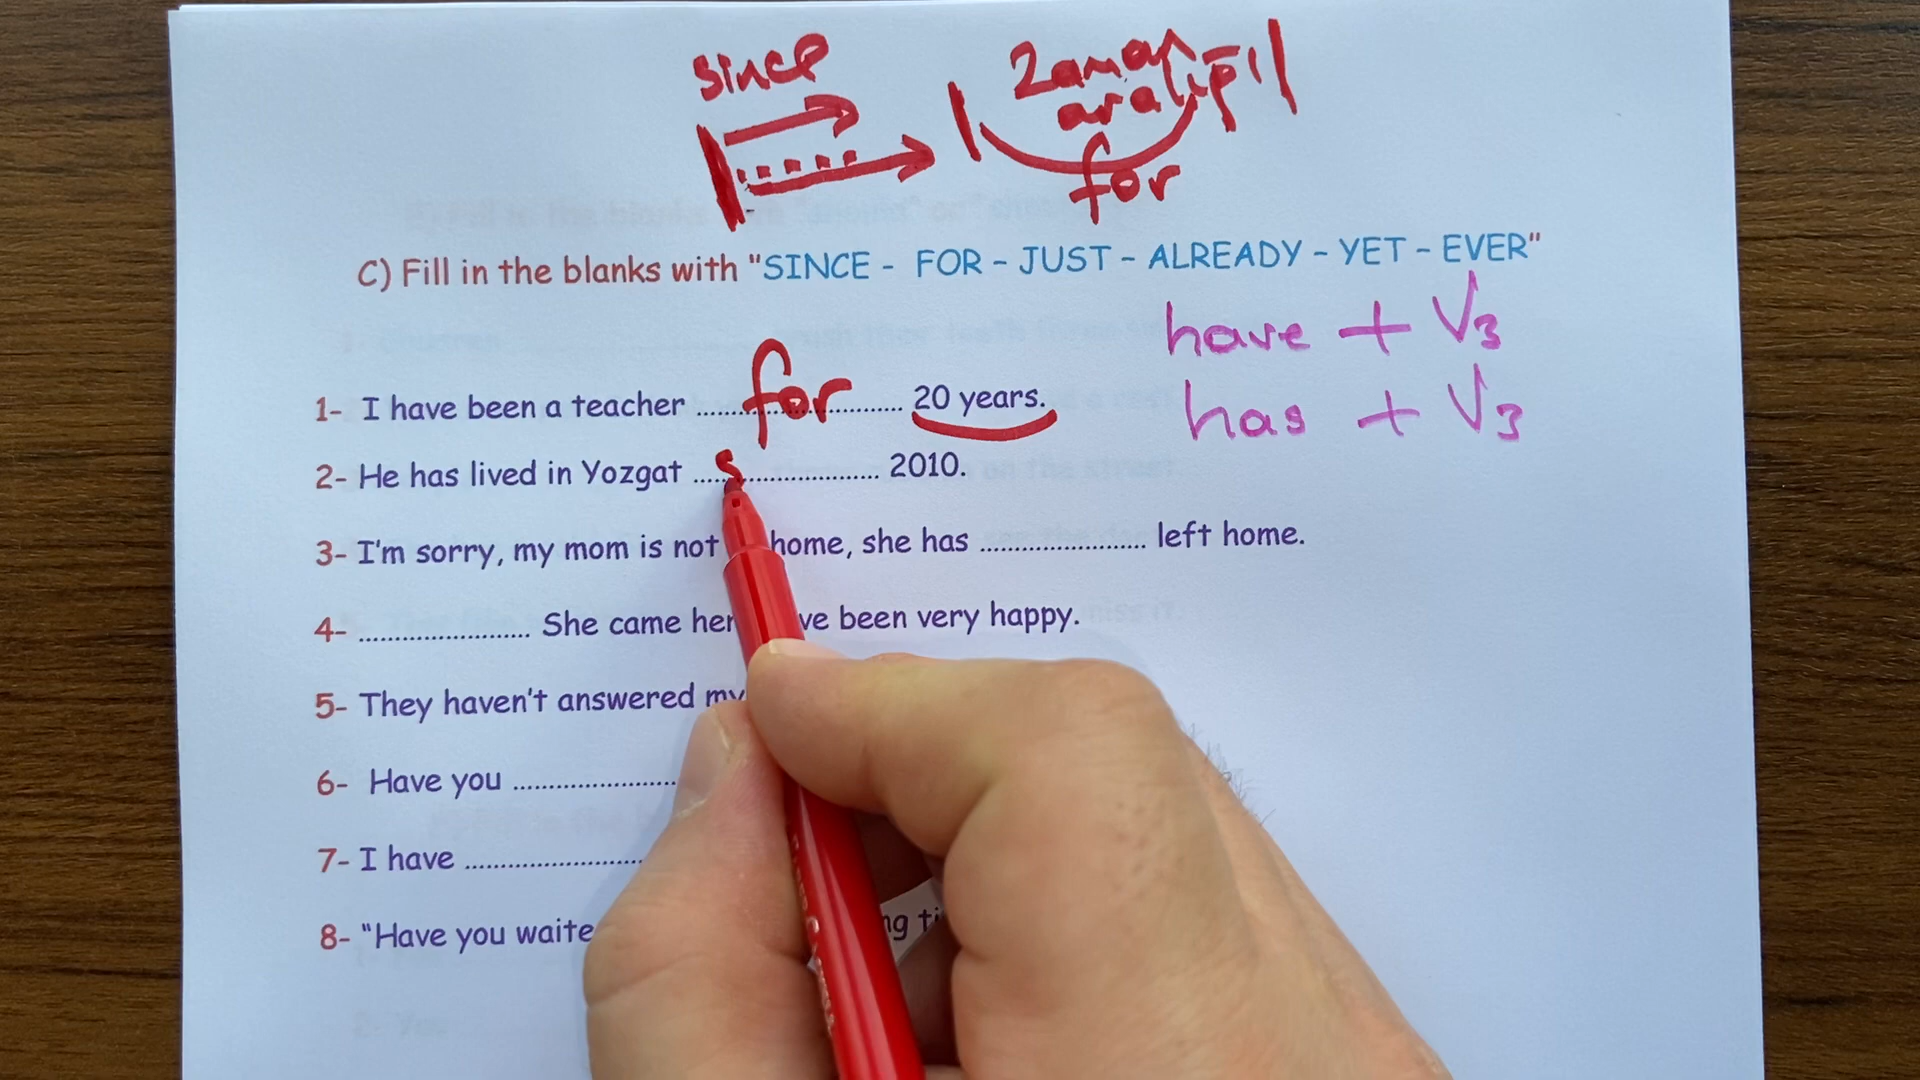 since zaman aralığı
for
C) Fill in the blanks with "SINCE - FOR – JUST – ALREADY – YET – EVER"
have + V3
has + V3
1- I have been a teacher ..........for.......... 20 years.
2- He has lived in Yozgat .....s.................... 2010.
3- I'm sorry, my mom is not home, she has ........................ left home.
4- ........................ She came her ve been very happy.
5- They haven't answered my
6- Have you ........................
7- I have ........................
8- "Have you waite ng ti